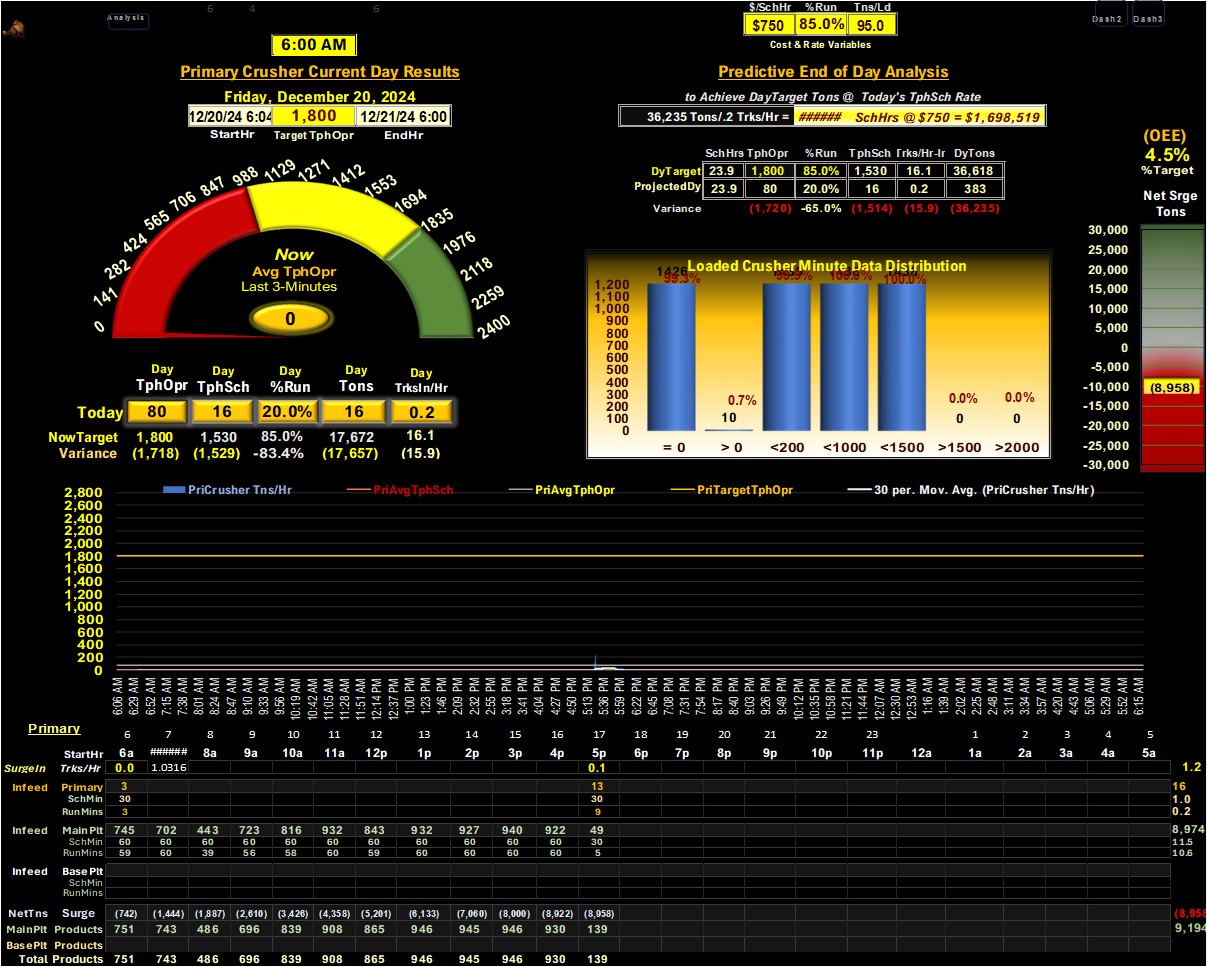 6 4 6
Analysis
$/SchHr %Run Tns/Ld
$750 85.0% 95.0
Cost & Rate Variables
Dash2 Dash3
6:00 AM
Primary Crusher Current Day Results
Friday, December 20, 2024
12/20/24 6:04 1,800 12/21/24 6:00
StartHr Target TphOpr EndHr
Predictive End of Day Analysis
to Achieve DayTarget Tons @ Today's TphSch Rate
36,235 Tons/.2 Trks/Hr = ###### SchHrs @$750 = $1,698,519
SchHrs TphOpr %Run TphSch Trks/Hr-Ir DyTons
DyTarget 23.9 1,800 85.0% 1,530 16.1 36,618
ProjectedDy 23.9 80 20.0% 16 0.2 383
Variance (1,720) -65.0% (1,514) (15.9) (36,235)
(OEE)
4.5%
%Target
Net Srge
Tons
30,000
25,000
20,000
15,000
10,000
5,000
0
-5,000
-10,000
(8,958)
-15,000
-20,000
-25,000
-30,000
0 141 282 424 565 706 847 988 1129 1271 1412 1553 1694 1835 1976 2118 2259 2400
Now
Avg TphOpr
Last 3-Minutes
0
Day Day Day Day Day
TphOpr TphSch %Run Tons TrksIn/Hr
Today 80 16 20.0% 16 0.2
NowTarget 1,800 1,530 85.0% 17,672 16.1
Variance (1,718) (1,529) -83.4% (17,657) (15.9)
Loaded Crusher Minute Data Distribution
1426
99.3% 100.0%
1,200
1,100
1,000
900
800
700
600
500
400
300
200
100
0
0.7% 0.0% 0.0%
10 0 0
= 0 > 0 <200 <1000 <1500 >1500 >2000
PriCrusher Tns/Hr PriAvgTphSch PriAvgTphOpr PriTargetTphOpr 30 per. Mov. Avg. (PriCrusher Tns/Hr)
2,800
2,600
2,400
2,200
2,000
1,800
1,600
1,400
1,200
1,000
800
600
400
200
0
6:06 AM 6:29 AM 6:52 AM 7:15 AM 7:38 AM 8:01 AM 8:24 AM 8:47 AM 9:10 AM 9:33 AM 9:56 AM 10:19 AM 10:42 AM 11:05 AM 11:28 AM 11:51 AM 12:14 PM 12:37 PM 1:00 PM 1:23 PM 1:46 PM 2:09 PM 2:32 PM 2:55 PM 3:18 PM 3:41 PM 4:04 PM 4:27 PM 4:50 PM 5:13 PM 5:36 PM 5:59 PM 6:22 PM 6:45 PM 7:08 PM 7:31 PM 7:54 PM 8:17 PM 8:40 PM 9:03 PM 9:26 PM 9:49 PM 10:12 PM 10:35 PM 10:58 PM 11:21 PM 11:44 PM 12:07 AM 12:30 AM 12:53 AM 1:16 AM 1:39 AM 2:02 AM 2:25 AM 2:48 AM 3:11 AM 3:34 AM 3:57 AM 4:20 AM 4:43 AM 5:06 AM 5:29 AM 5:52 AM 6:15 AM
Primary
6 7 8 9 10 11 12 13 14 15 16 17 18 19 20 21 22 23 1 2 3 4 5
StartHr 6a ###### 8a 9a 10a 11a 12p 1p 2p 3p 4p 5p 6p 7p 8p 9p 10p 11p 12a 1a 2a 3a 4a 5a
SurgeIn Trks/Hr 0.0 1.0316 0.1 1.2
Infeed Primary 3 13 16
SchMin 30 30 1.0
RunMins 3 9 0.2
Infeed MainPlt 745 702 443 723 816 932 843 932 927 940 922 49 8,974
SchMin 60 60 60 60 60 60 60 60 60 60 60 30 11.5
RunMins 59 60 39 56 58 60 59 60 60 60 60 5 10.6
Infeed BasePlt
SchMin
RunMins
NetTns Surge (742) (1,444) (1,887) (2,610) (3,426) (4,358) (5,201) (6,133) (7,060) (8,000) (8,922) (8,958) (8,958
MainPlt Products 751 743 486 696 839 908 865 946 945 946 930 139 9,194
BasePlt Products
Total Products 751 743 486 696 839 908 865 946 945 946 930 139